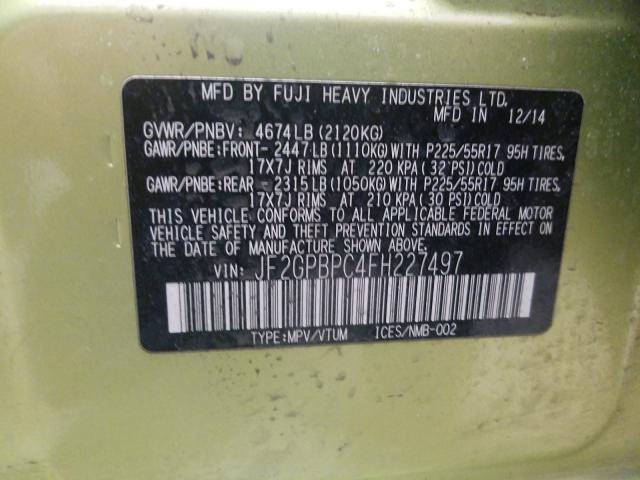 MFD BY FUJI HEAVY INDUSTRIES LTD.
MFD IN 12/14
GVWR/PNBV: 4674LB(2120KG)
GAWR/PNBE:FRONT-2447LB(1110KG)WITH P225/55R17 95H TIRES,
17X7J RIMS AT 220 KPA(32 PSI)COLD
GAWR/PNBE:REAR -2315LB(1050KG)WITH P225/55R17 95H TIRES,
17X7J RIMS AT 210 KPA(30 PSI)COLD
THIS VEHICLE CONFORMS TO ALL APPLICABLE FEDERAL MOTOR
VEHICLE SAFETY AND THEFT PREVENTION STANDARDS IN EFFECT
ON THE DATE OF MANUFACTURE SHOWN ABOVE.
VIN: JF2GPBPC4FH227497
TYPE:MPV/VTUM ICES/NMB-002